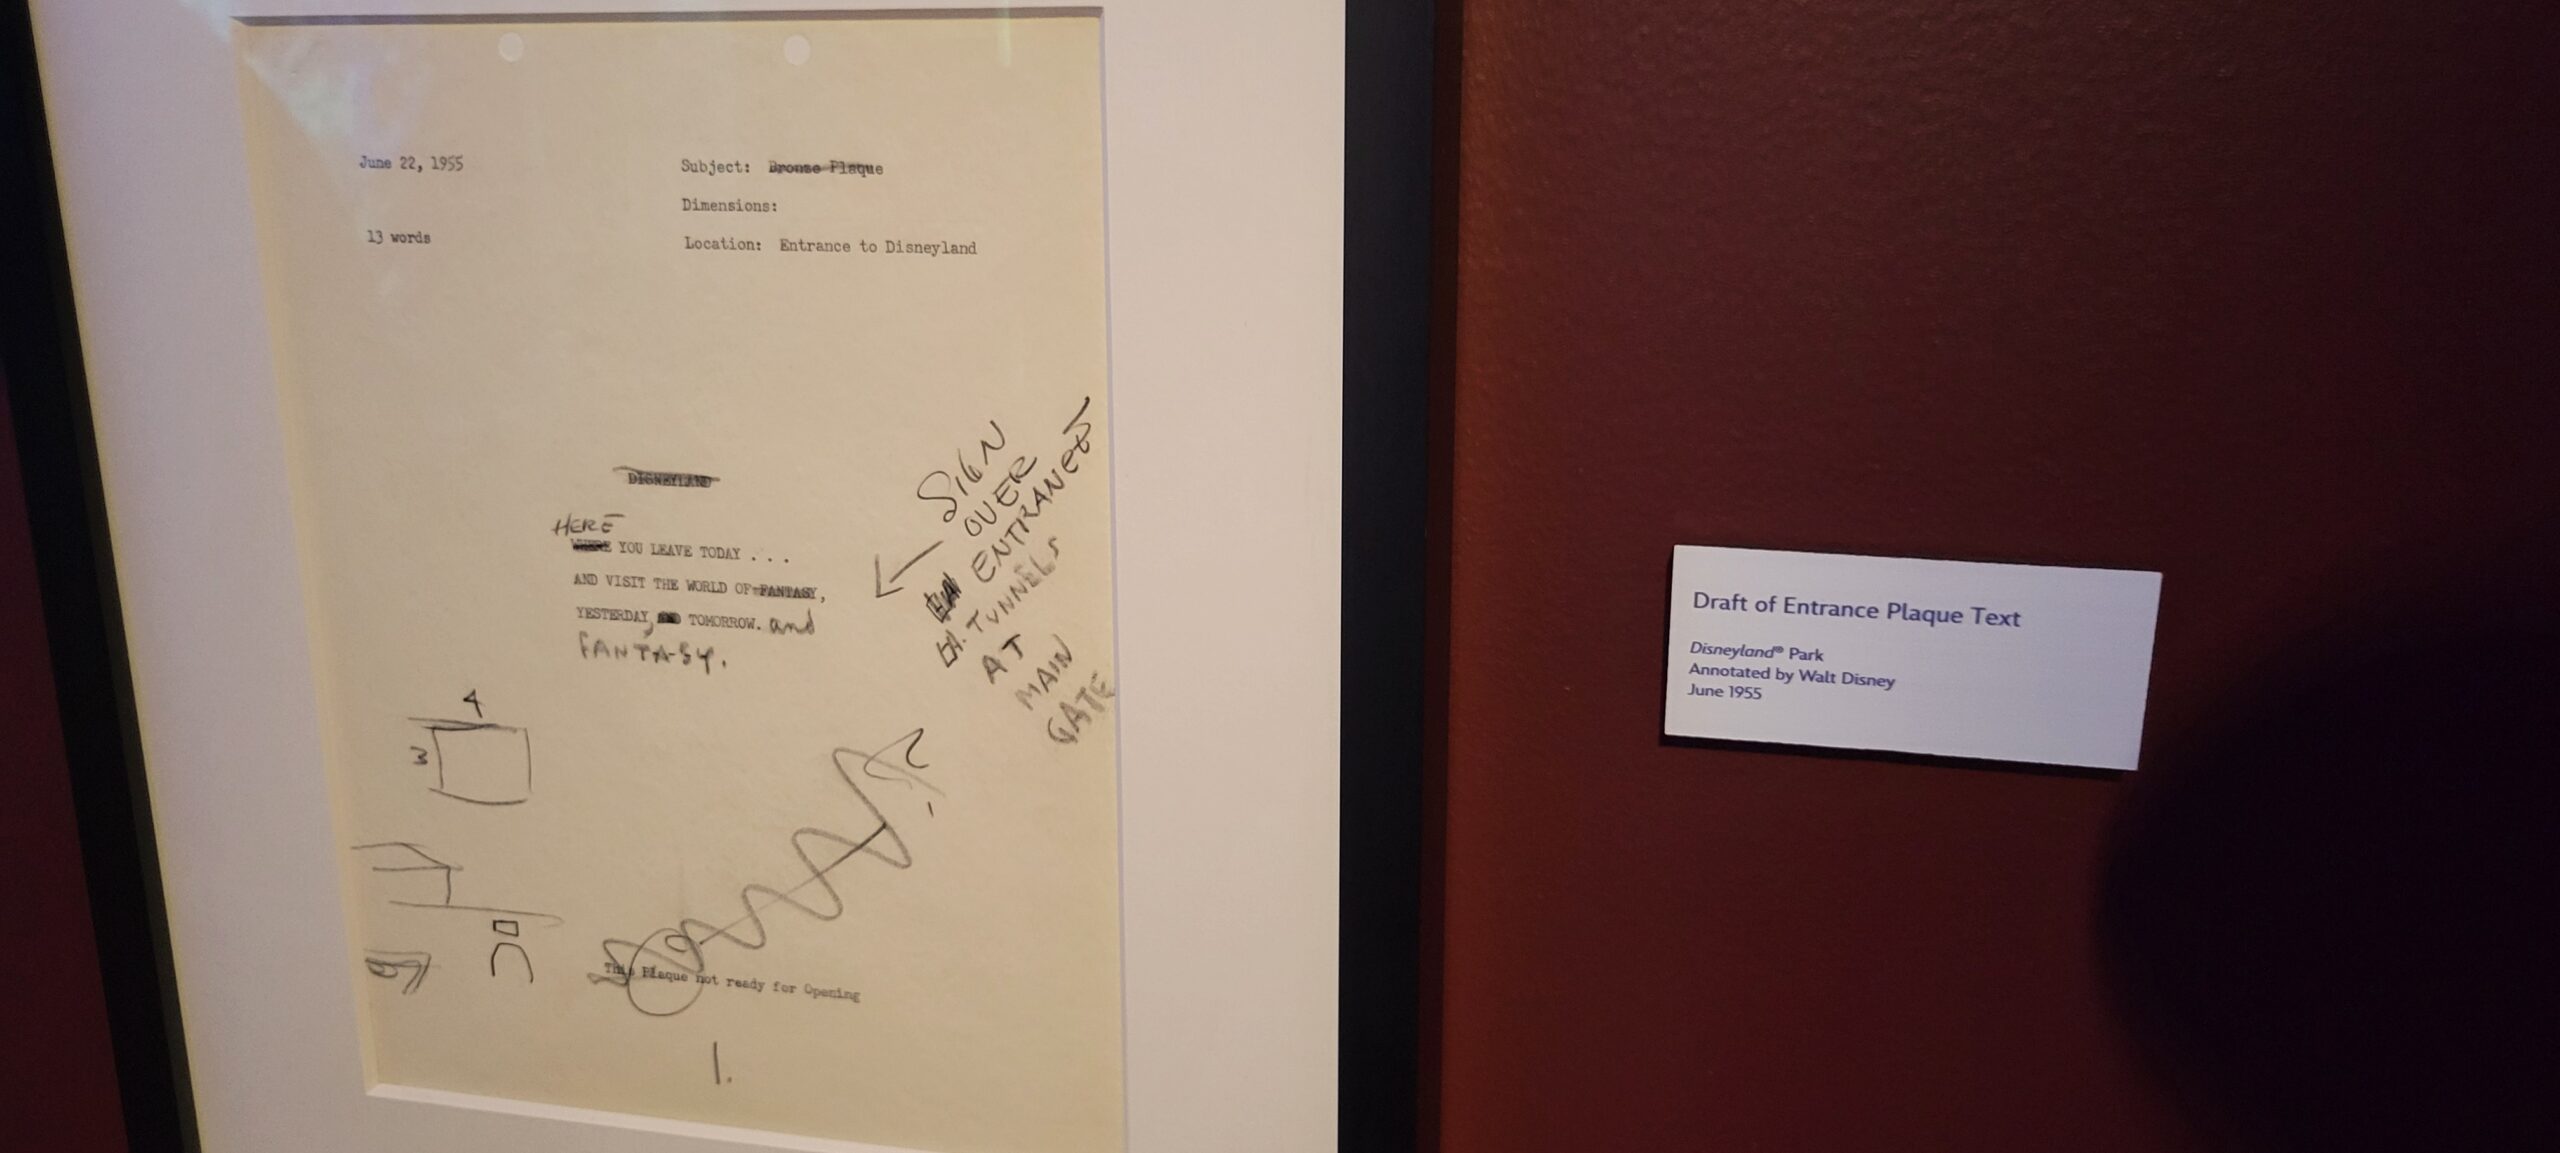 June 22, 1955
Subject: Bronze Plaque
Dimensions:
13 words
Location: Entrance to Disneyland
DISNEYLAND
HERE
WHERE YOU LEAVE TODAY . . .
AND VISIT THE WORLD OF FANTASY,
YESTERDAY, AND TOMORROW. and
FANTASY.
SIGN
OVER
ENTRANCES
TUNNELS
AT
MAIN
GATE
4
3
?
This Plaque not ready for Opening
1.
Draft of Entrance Plaque Text
Disneyland® Park
Annotated by Walt Disney
June 1955